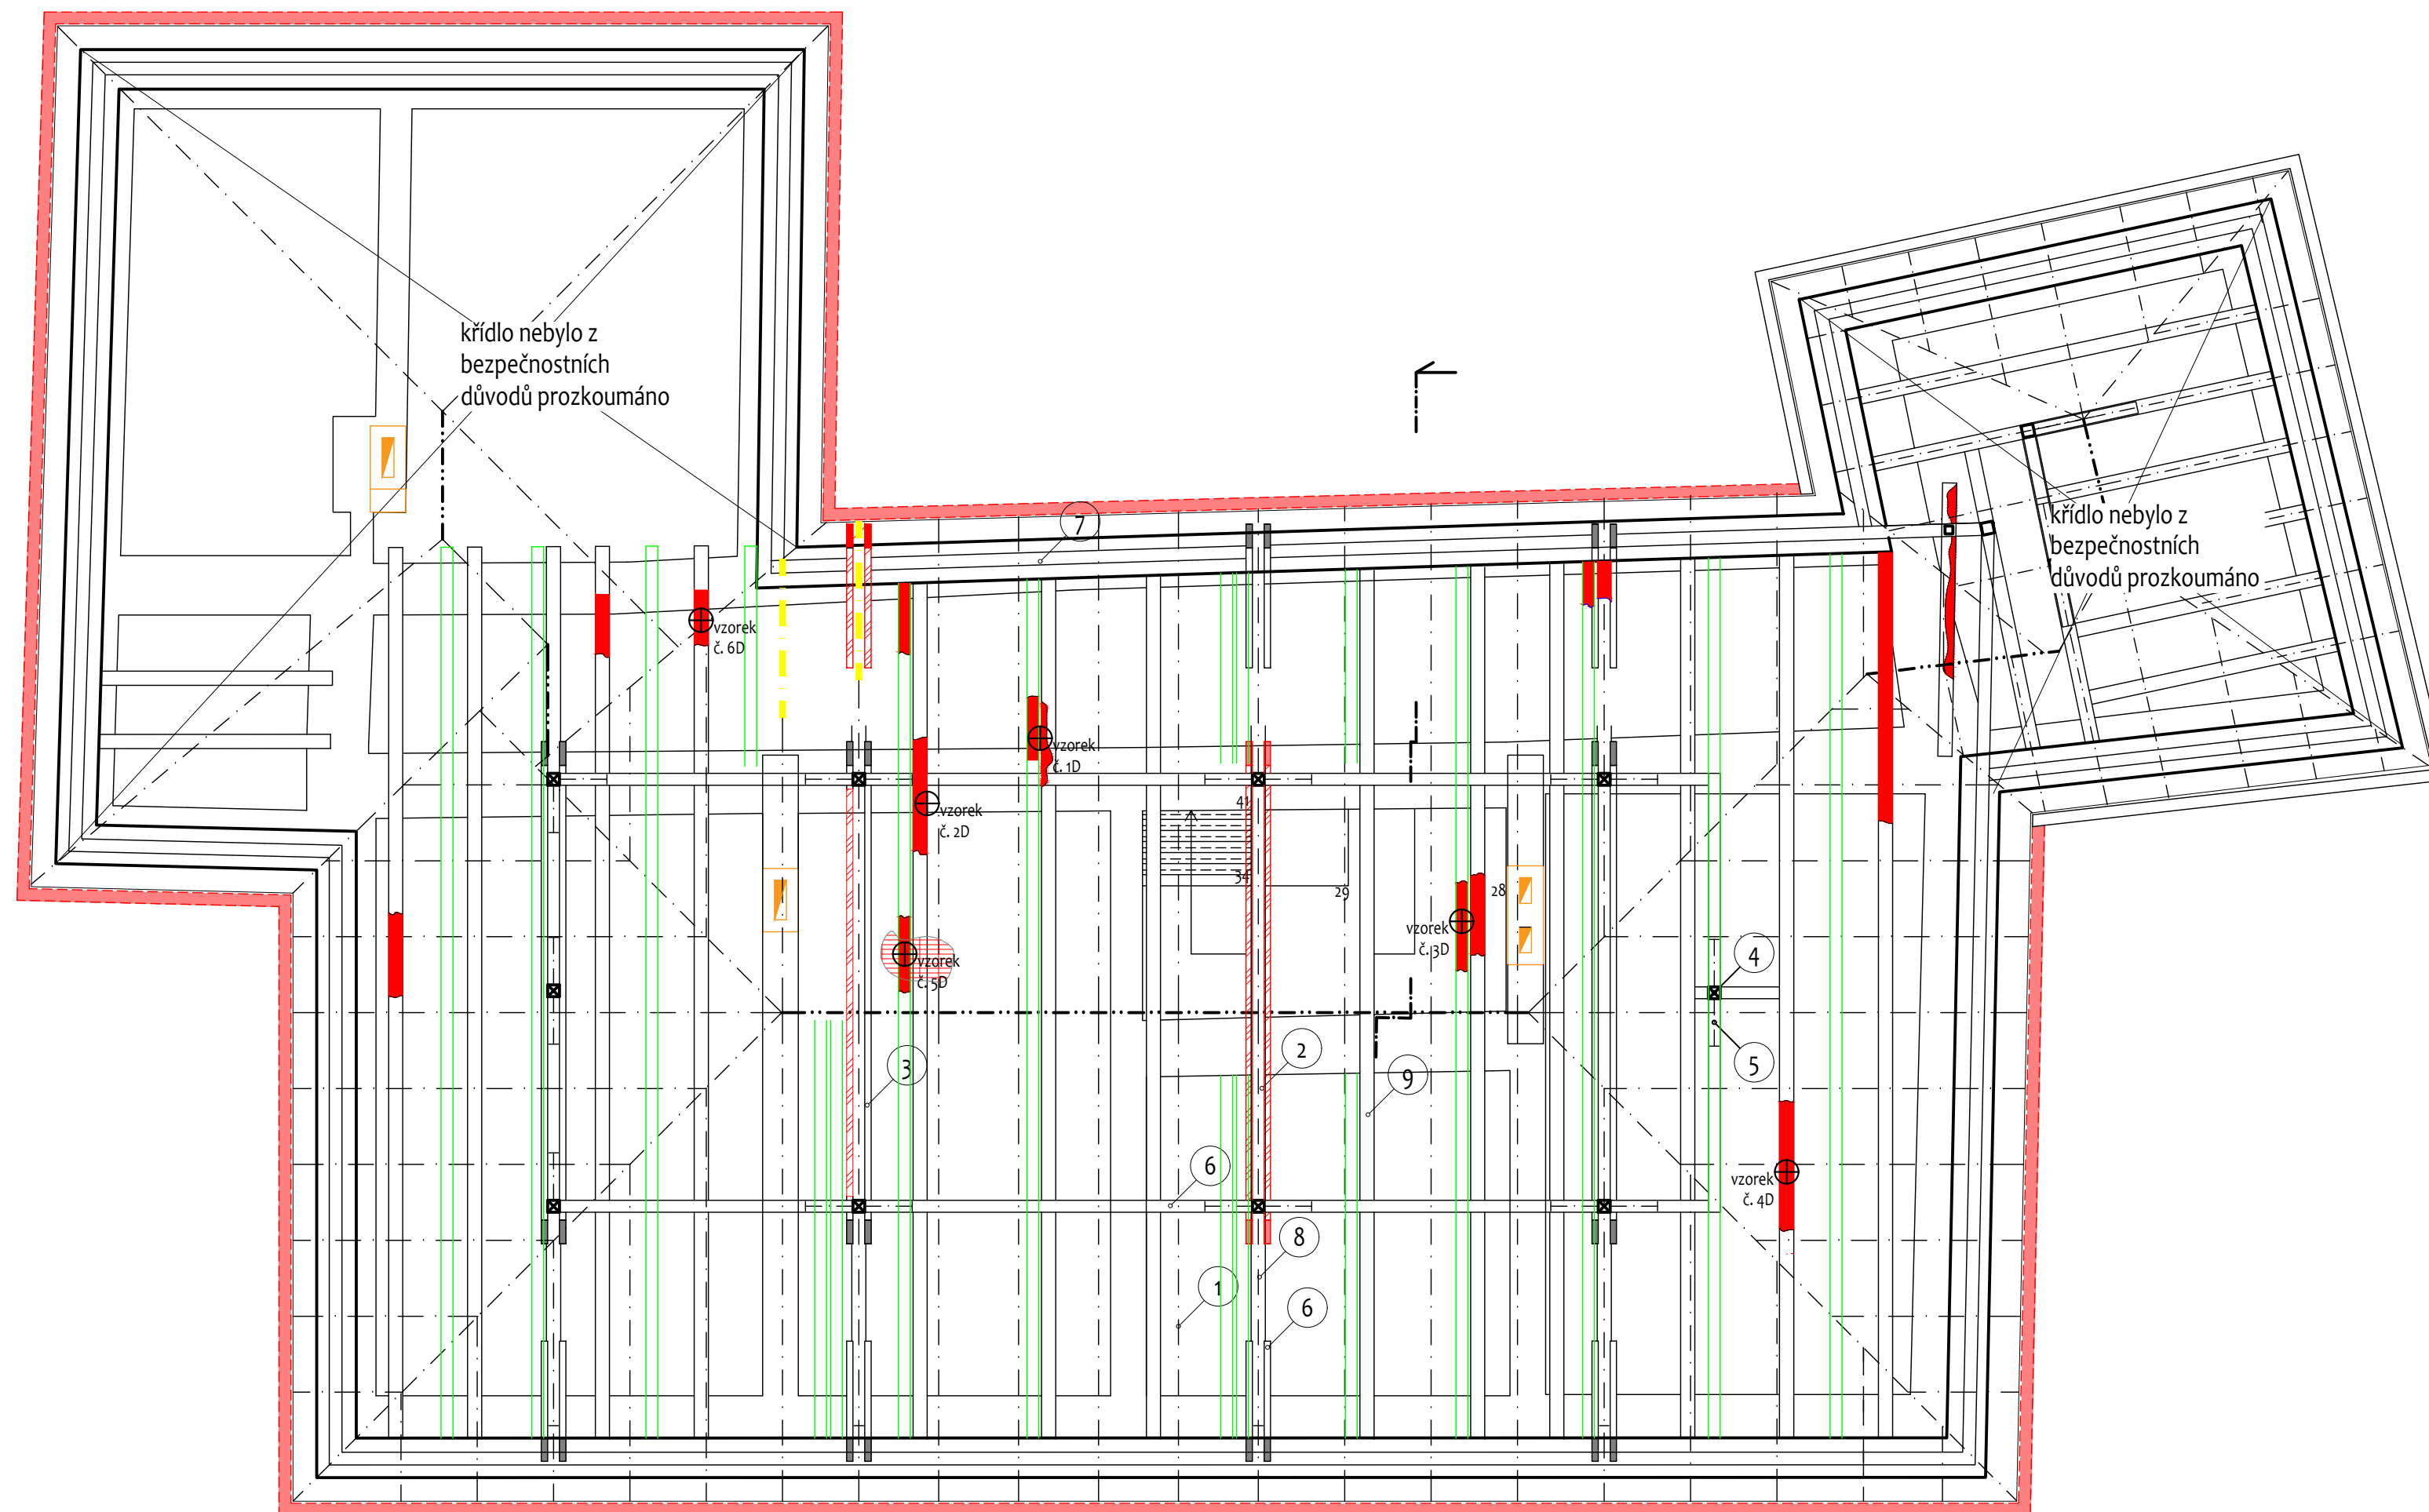 křídlo nebylo z
bezpečnostních
důvodů prozkoumáno
křídlo nebylo z
bezpečnostních
důvodů prozkoumáno
7
vzorek
č. 6D
vzorek
č. 1D
vzorek
č. 2D
41
34
29
28
vzorek
č. 3D
vzorek
č. 5D
4
5
3
2
9
6
vzorek
č. 4D
8
1
6